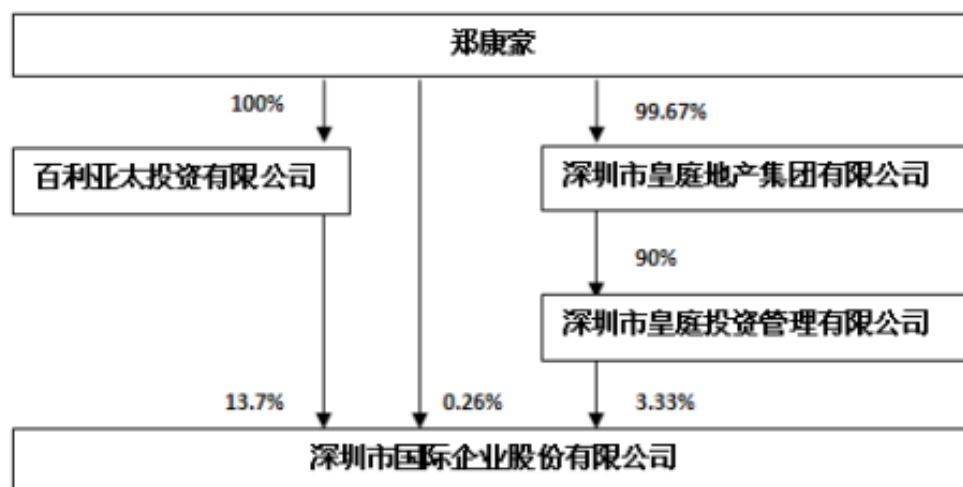 郑康豪
100%
99.67%
百利亚太投资有限公司
深圳市皇庭地产集团有限公司
90%
深圳市皇庭投资管理有限公司
13.7%
0.26%
3.33%
深圳市国际企业股份有限公司